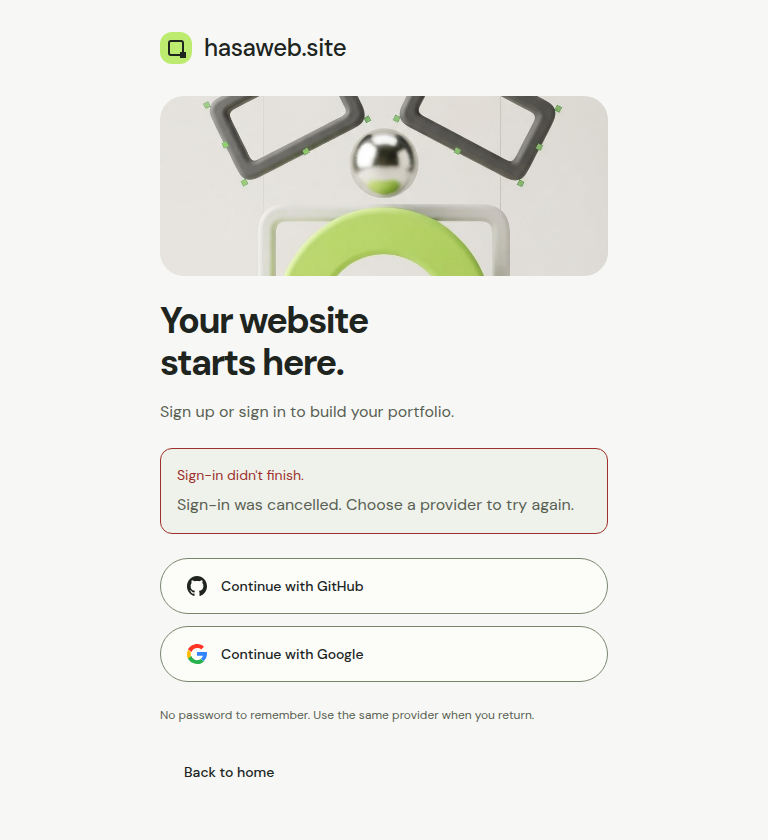 hasaweb.site
Your website
starts here.
Sign up or sign in to build your portfolio.
Sign-in didn't finish.
Sign-in was cancelled. Choose a provider to try again.
Continue with GitHub
Continue with Google
No password to remember. Use the same provider when you return.
Back to home